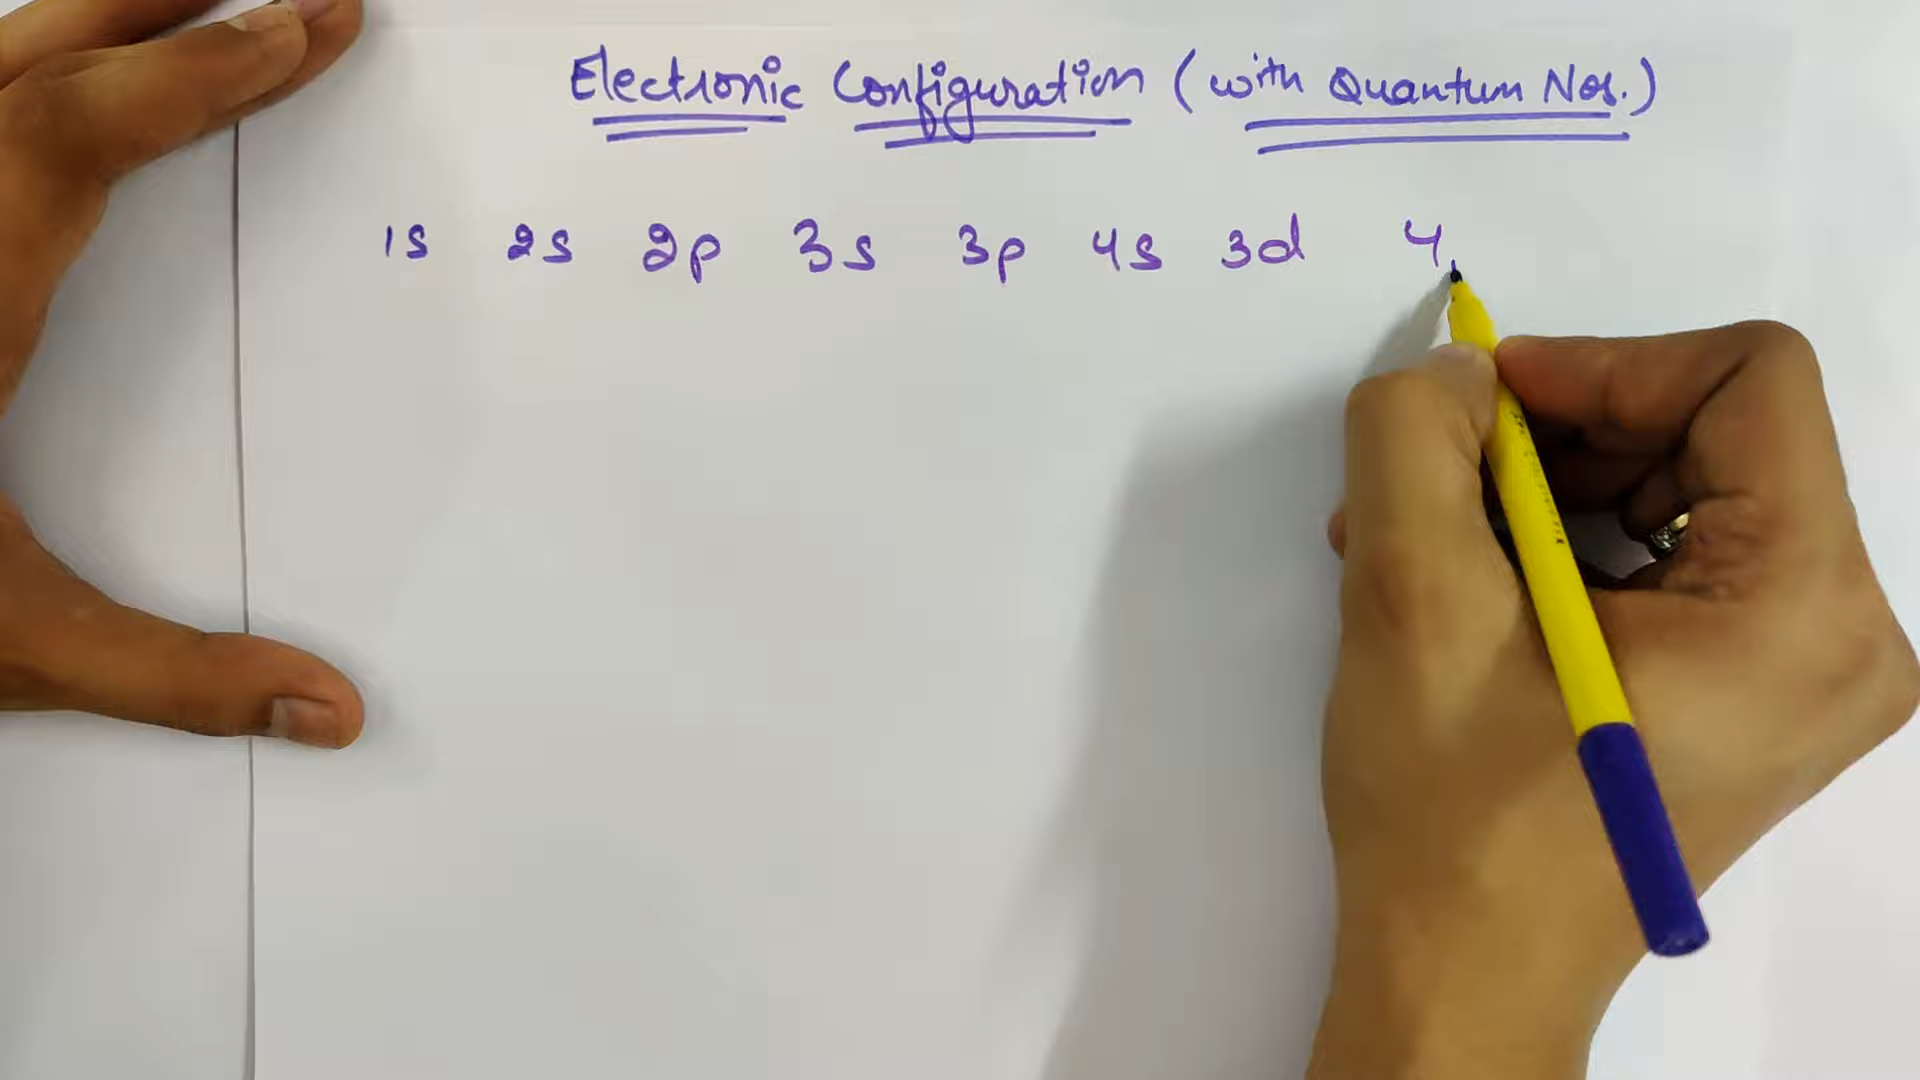 Electronic Configuration (with Quantum Nos.)
1s 2s 2p 3s 3p 4s 3d 4